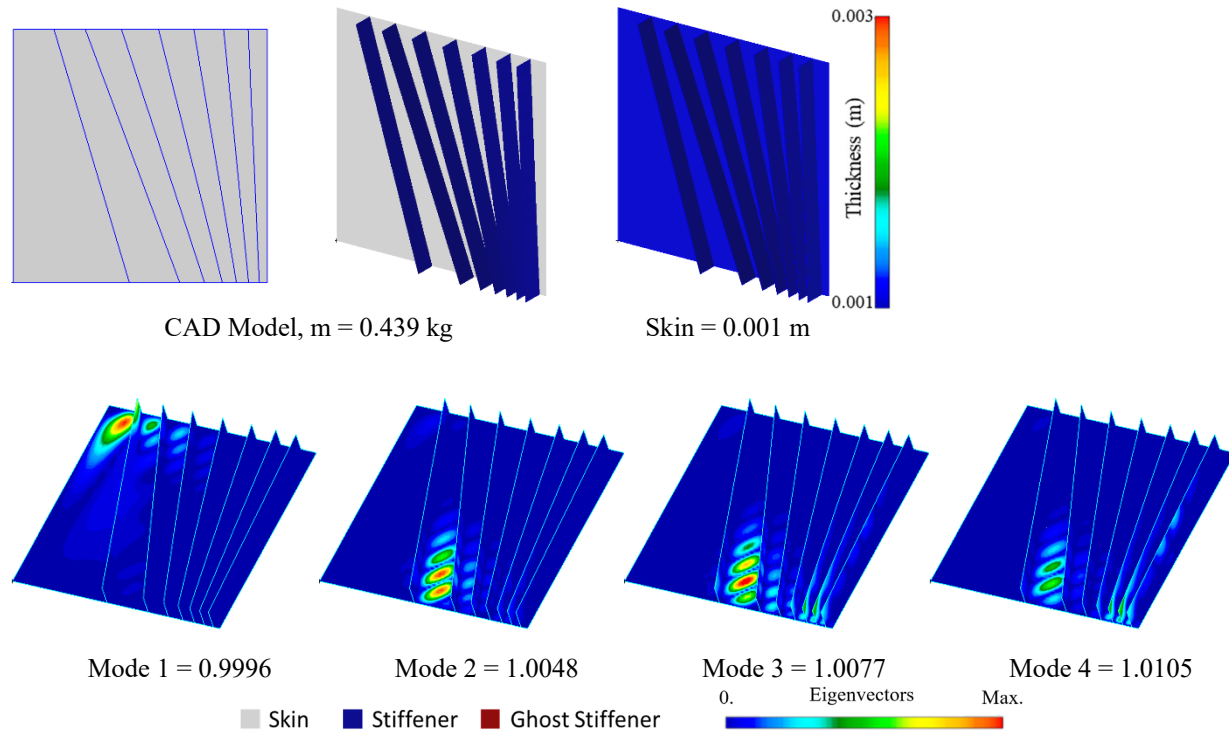 0.003
Thickness (m)
0.001
CAD Model, m = 0.439 kg
Skin = 0.001 m
Mode 1 = 0.9996
Mode 2 = 1.0048
Mode 3 = 1.0077
Mode 4 = 1.0105
Skin
Stiffener
Ghost Stiffener
0.
Eigenvectors
Max.